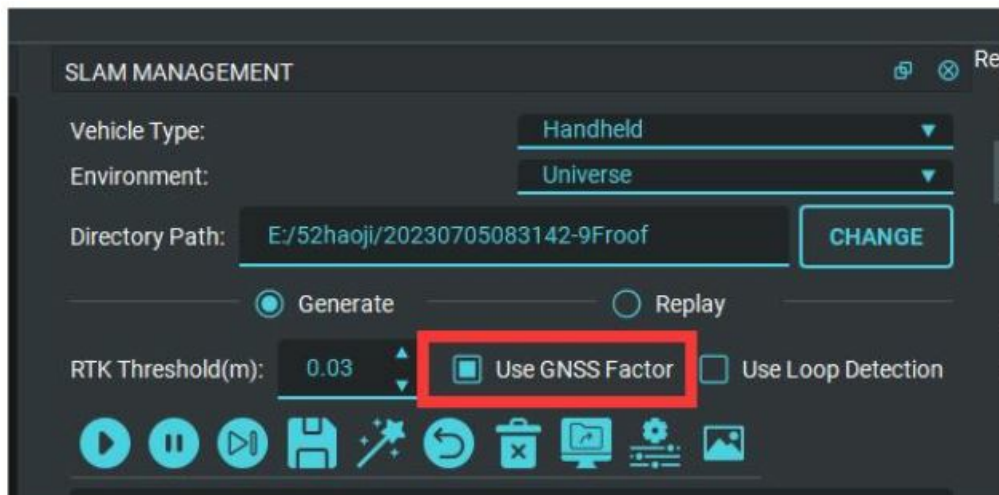 SLAM MANAGEMENT
Re
Vehicle Type: Handheld
Environment: Universe
Directory Path: E:/52haoji/20230705083142-9Froof CHANGE
Generate Replay
RTK Threshold(m): 0.03 Use GNSS Factor Use Loop Detection